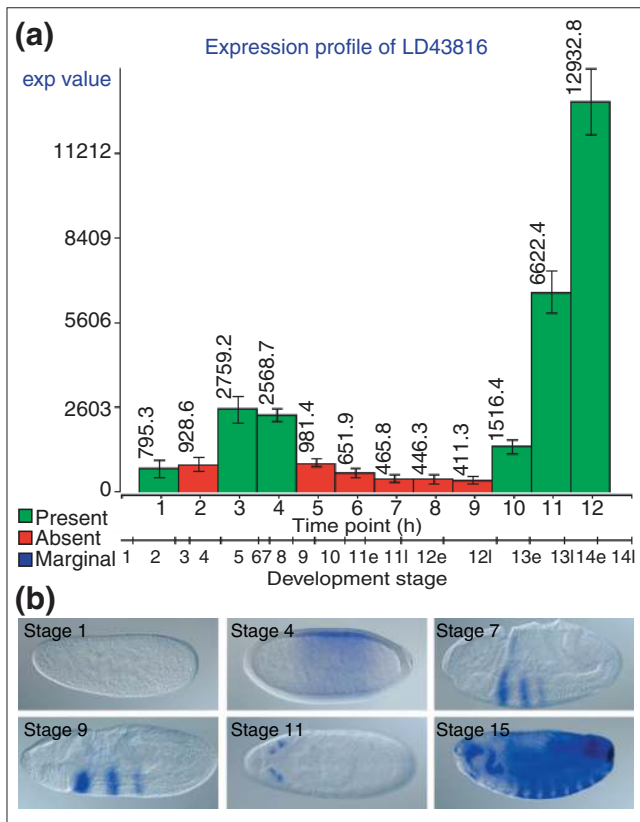 (a)
Expression profile of LD43816
exp value
11212
8409
5606
2603
0
795.3
928.6
2759.2
2568.7
981.4
651.9
465.8
446.3
411.3
1516.4
6622.4
12932.8
1 2 3 4 5 6 7 8 9 10 11 12
Time point (h)
Present
Absent
Marginal
1 2 3 4 5 67 8 9 10 11e 11l 12e 12l 13e 13l 14e 14l
Development stage
(b)
Stage 1
Stage 4
Stage 7
Stage 9
Stage 11
Stage 15